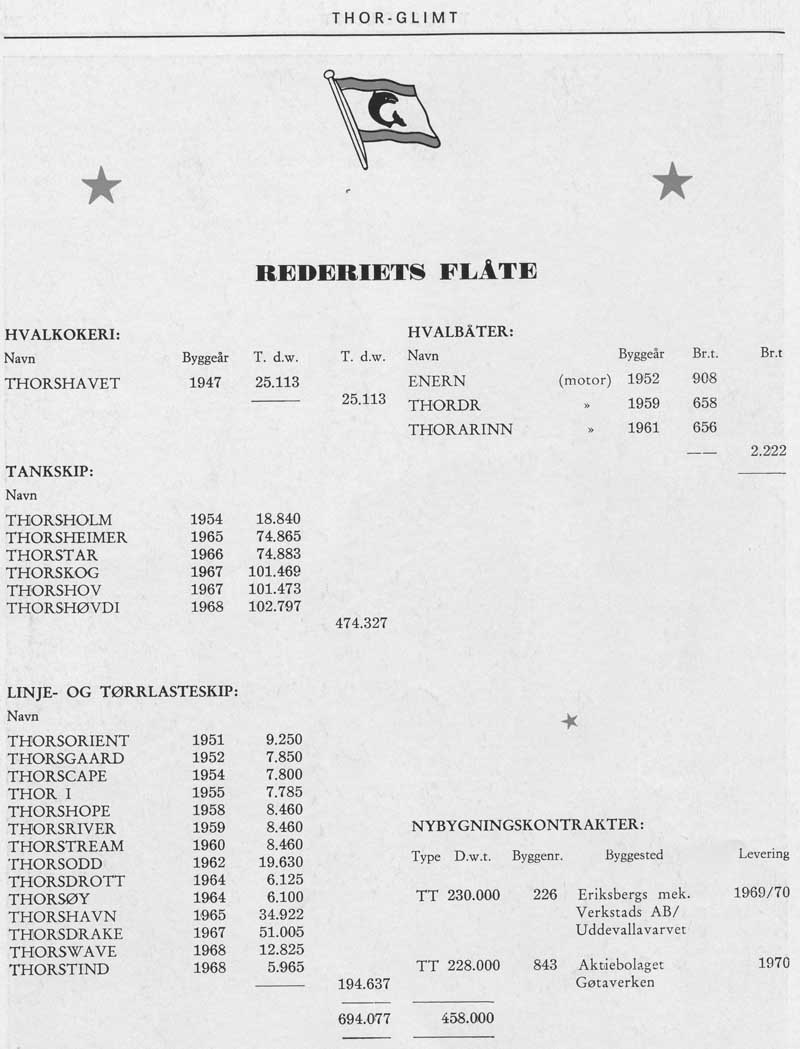 THOR-GLIMT
REDERIETS FLÅTE
HVALKOKERI:
Navn Byggeår T. d.w. T. d.w.
THORSHAVET 1947 25.113
25.113
HVALBÅTER:
Navn Byggeår Br.t. Br.t
ENERN (motor) 1952 908
THORDR » 1959 658
THORARINN » 1961 656
2.222
TANKSKIP:
Navn
THORSHOLM 1954 18.840
THORSHEIMER 1965 74.865
THORSTAR 1966 74.883
THORSKOG 1967 101.469
THORSHOV 1967 101.473
THORSHØVDI 1968 102.797
474.327
LINJE- OG TØRRLASTESKIP:
Navn
THORSORIENT 1951 9.250
THORSGAARD 1952 7.850
THORSCAPE 1954 7.800
THOR I 1955 7.785
THORSHOPE 1958 8.460
THORSRIVER 1959 8.460
THORSTREAM 1960 8.460
THORSODD 1962 19.630
THORSDROTT 1964 6.125
THORSØY 1964 6.100
THORSHAVN 1965 34.922
THORSDRAKE 1967 51.005
THORSWAVE 1968 12.825
THORSTIND 1968 5.965
194.637
694.077
NYBYGNINGSKONTRAKTER:
Type D.w.t. Byggenr. Byggested Levering
TT 230.000 226 Eriksbergs mek. 1969/70
Verkstads AB/
Uddevallavarvet
TT 228.000 843 Aktiebolaget 1970
Gøtaverken
458.000